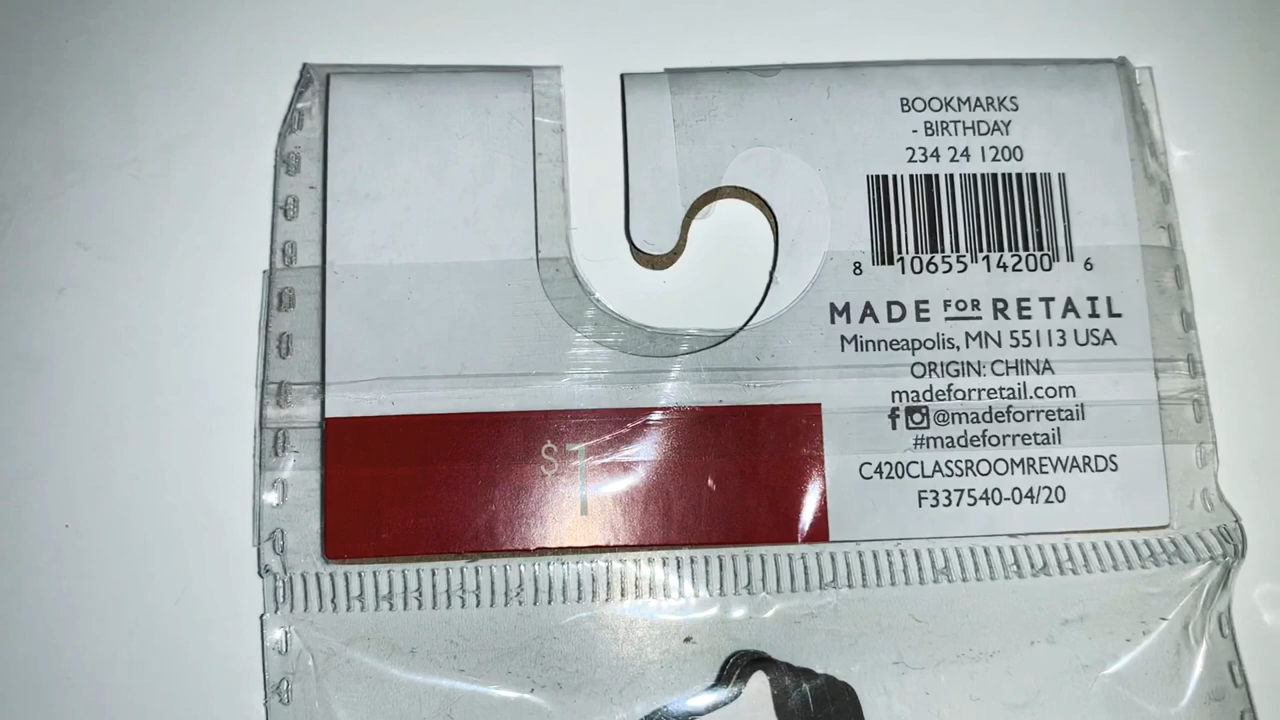 BOOKMARKS
- BIRTHDAY
234 24 1200
8 10655 14200 6
MADE FOR RETAIL
Minneapolis, MN 55113 USA
ORIGIN: CHINA
madeforretail.com
@madeforretail
#madeforretail
C420CLASSROOMREWARDS
F337540-04/20
$1